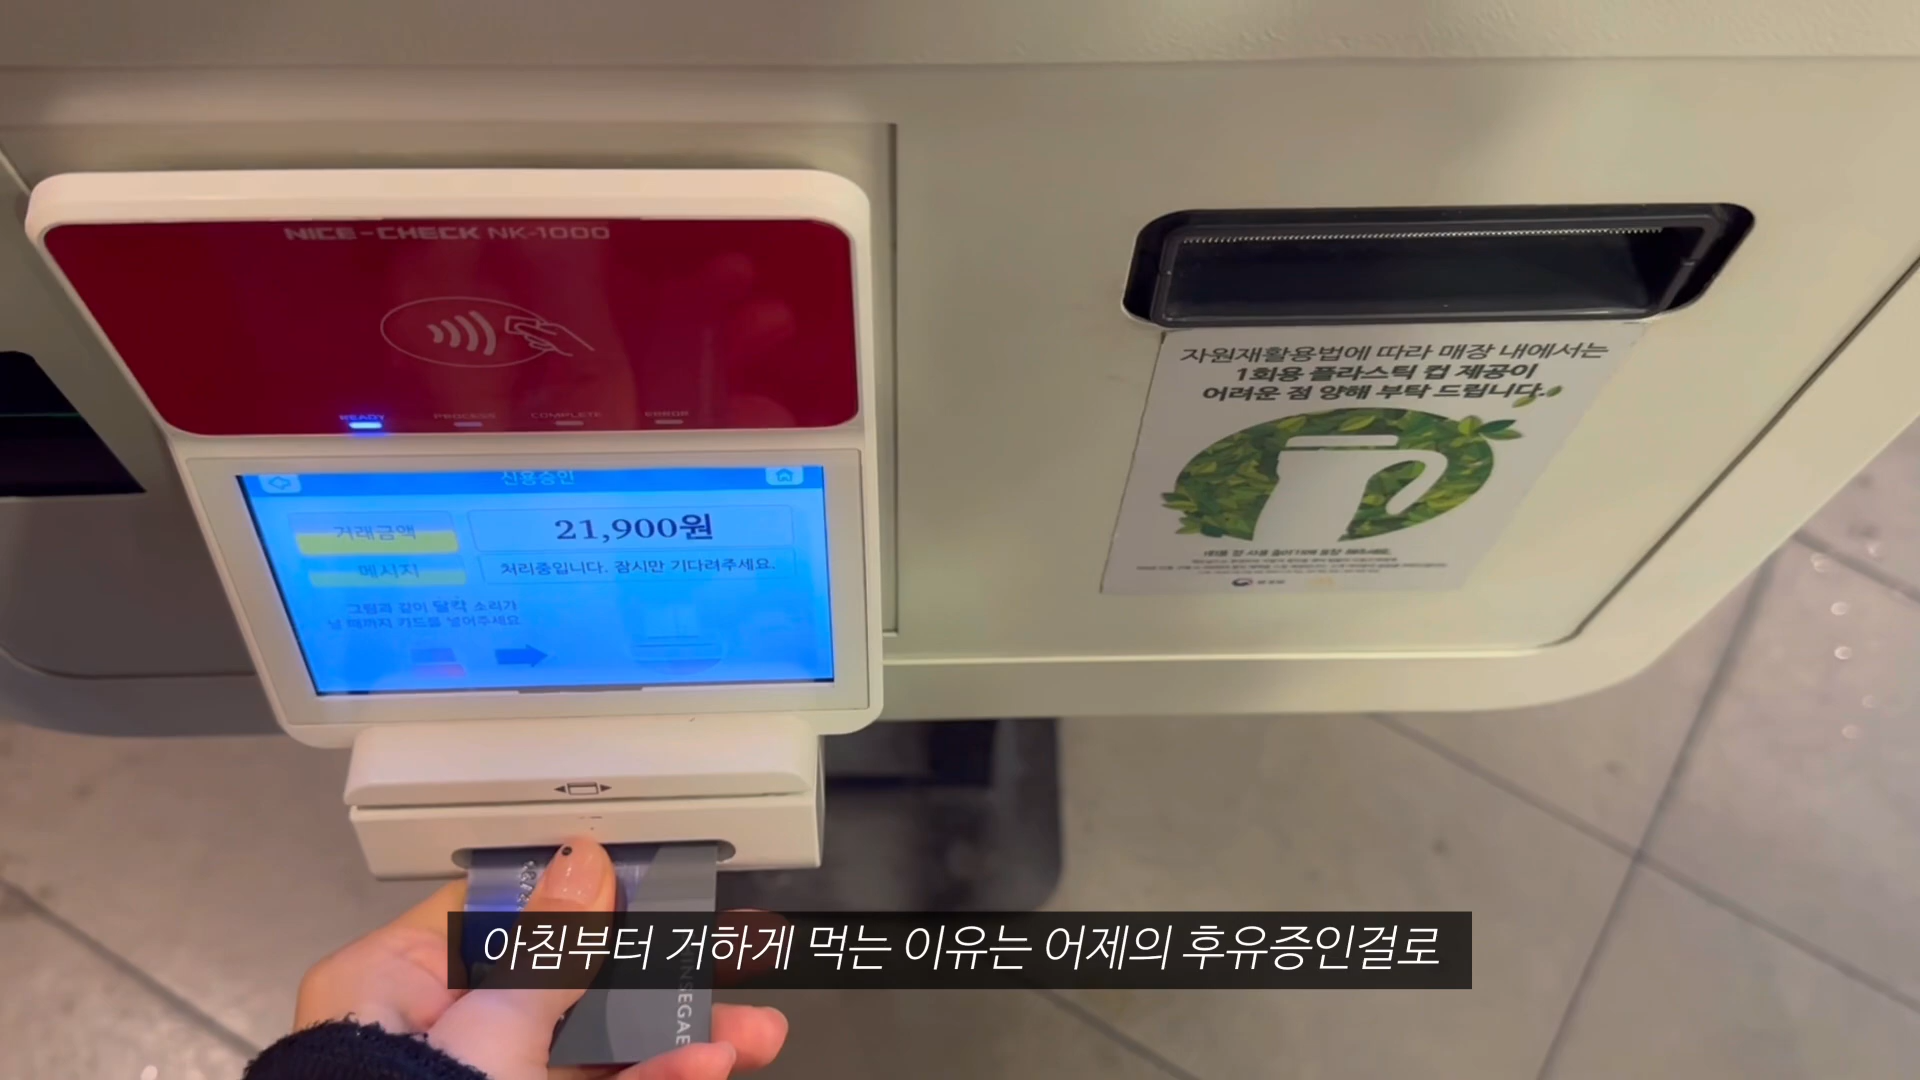 NICE-CHECK NK-1000
READY PROCESS COMPLETE ERROR
신용승인
거래금액 21,900원
메시지 처리중입니다. 잠시만 기다려주세요.
그림과 같이 딸칵 소리가
날 때까지 카드를 넣어주세요
자원재활용법에 따라 매장 내에서는
1회용 플라스틱 컵 제공이
어려운 점 양해 부탁 드립니다.
환경부
아침부터 거하게 먹는 이유는 어제의 후유증인걸로